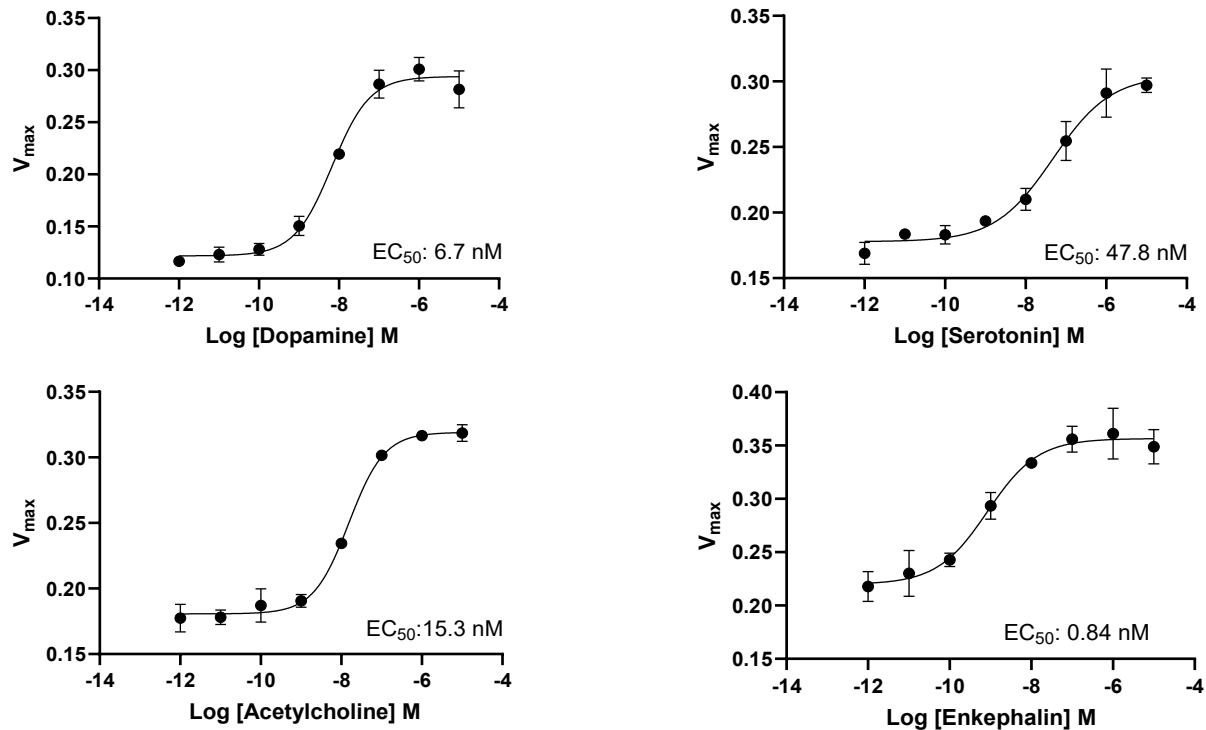 0.35
0.30
0.25
0.20
0.15
0.10
Vmax
EC50: 6.7 nM
-14 -12 -10 -8 -6 -4
Log [Dopamine] M
0.35
0.30
0.25
0.20
0.15
Vmax
EC50: 47.8 nM
-14 -12 -10 -8 -6 -4
Log [Serotonin] M
0.35
0.30
0.25
0.20
0.15
Vmax
EC50:15.3 nM
-14 -12 -10 -8 -6 -4
Log [Acetylcholine] M
0.40
0.35
0.30
0.25
0.20
0.15
Vmax
EC50: 0.84 nM
-14 -12 -10 -8 -6 -4
Log [Enkephalin] M